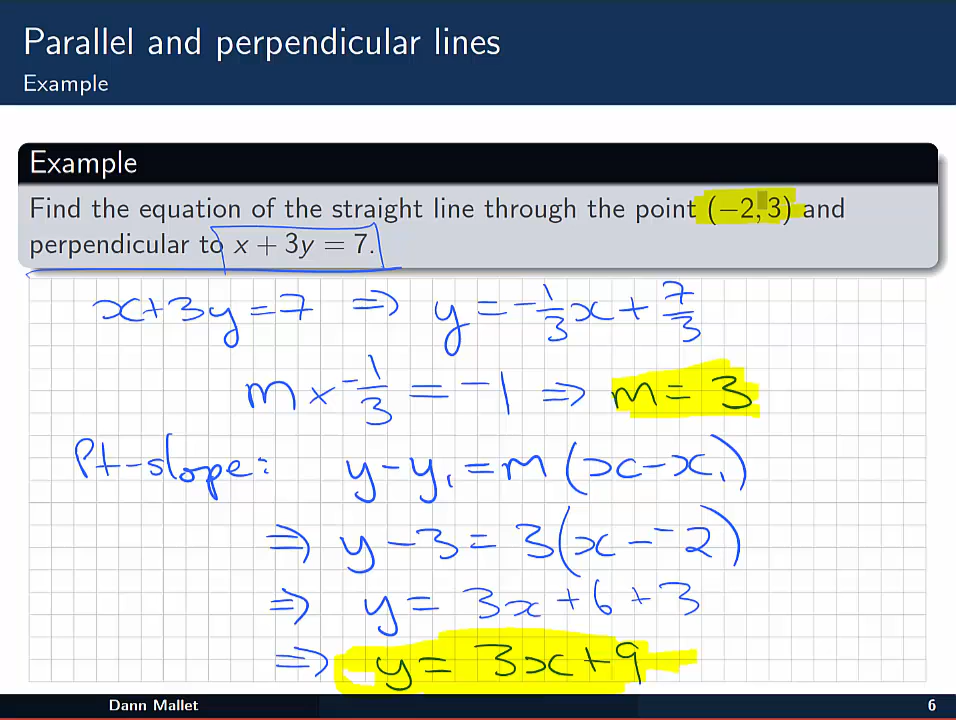 Parallel and perpendicular lines
Example
Example
Find the equation of the straight line through the point (−2, 3) and
perpendicular to x + 3y = 7.
x+3y=7 ⇒ y = -1/3x + 7/3
m × -1/3 = -1 ⇒ m = 3
Pt-slope: y - y₁ = m (x - x₁)
⇒ y - 3 = 3(x - -2)
⇒ y = 3x + 6 + 3
⇒ y = 3x + 9
Dann Mallet 6